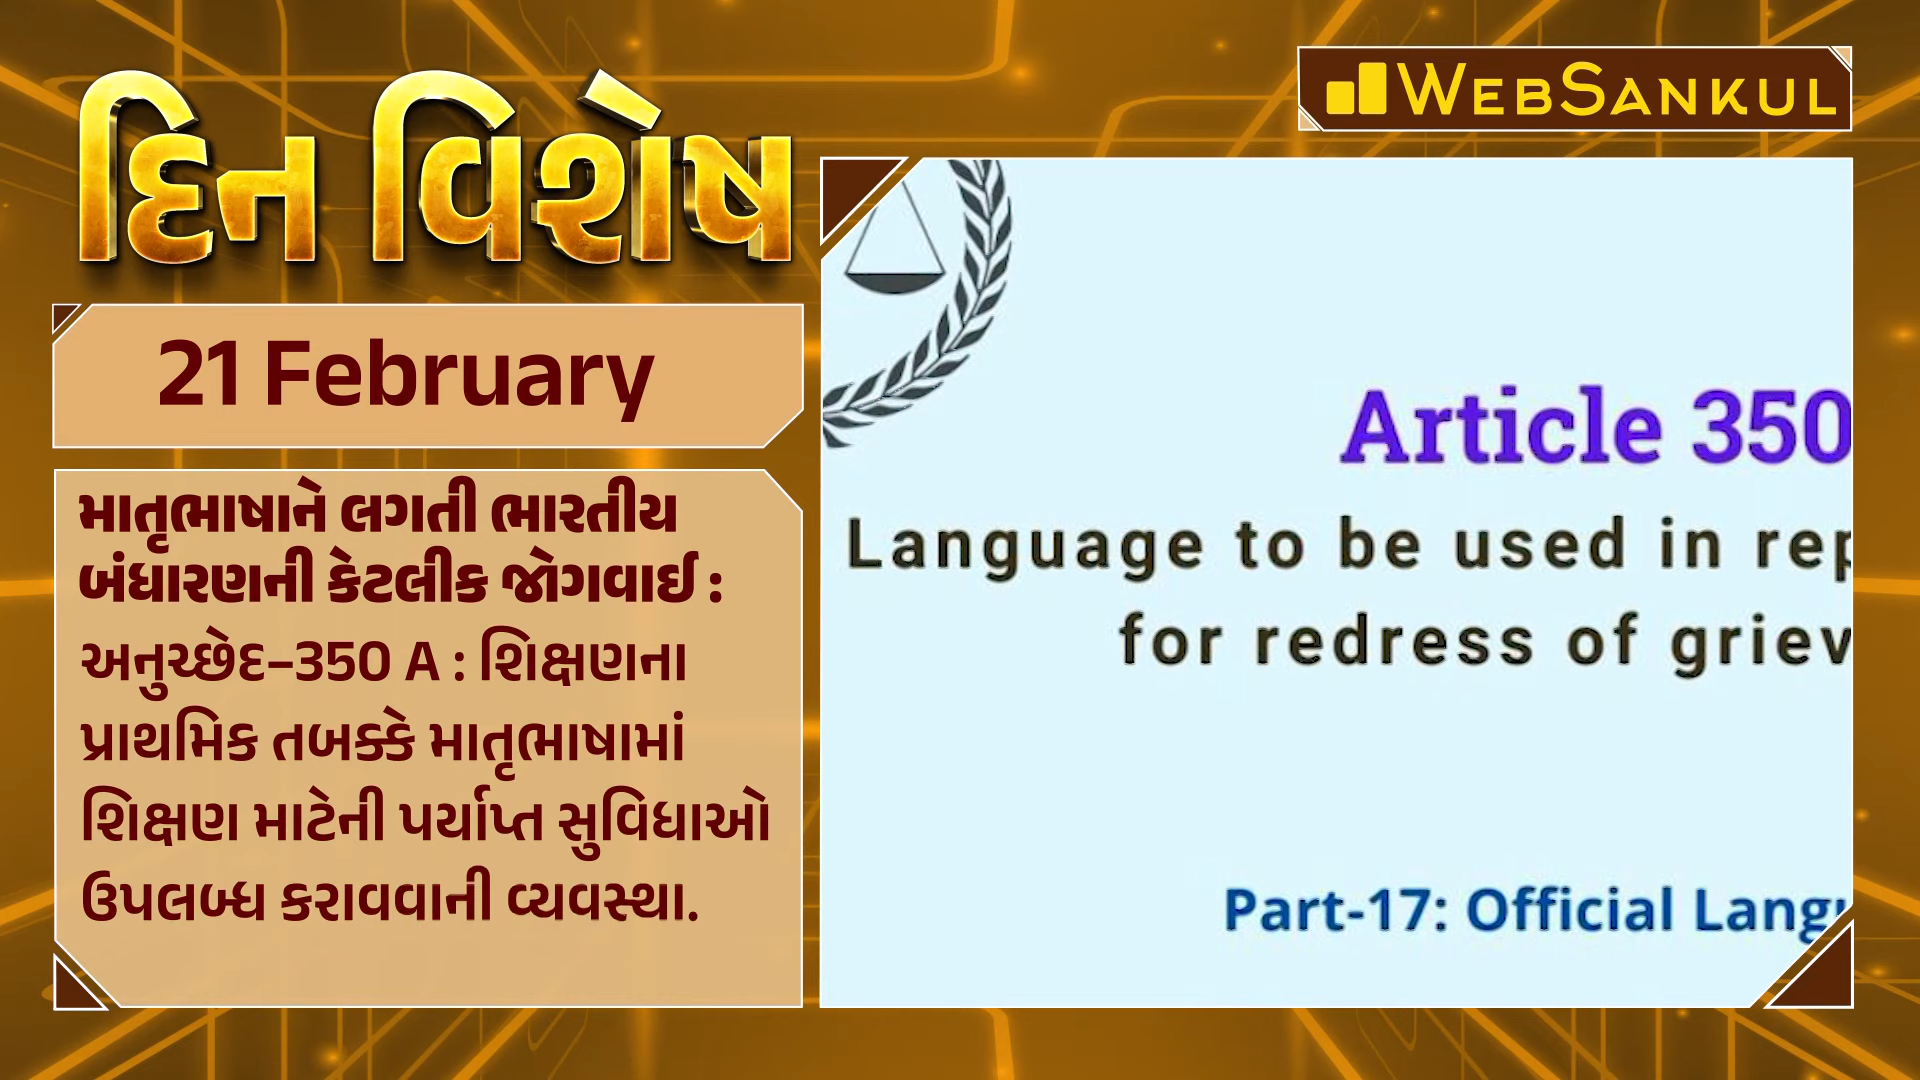 દિન વિશેષ
WEBSANKUL
21 February
માતૃભાષાને લગતી ભારતીય
બંધારણની કેટલીક જોગવાઈ :
અનુચ્છેદ–350 A : શિક્ષણના
પ્રાથમિક તબક્કે માતૃભાષામાં
શિક્ષણ માટેની પર્યાપ્ત સુવિધાઓ
ઉપલબ્ધ કરાવવાની વ્યવસ્થા.
Article 350
Language to be used in rep
for redress of griev
Part-17: Official Langu